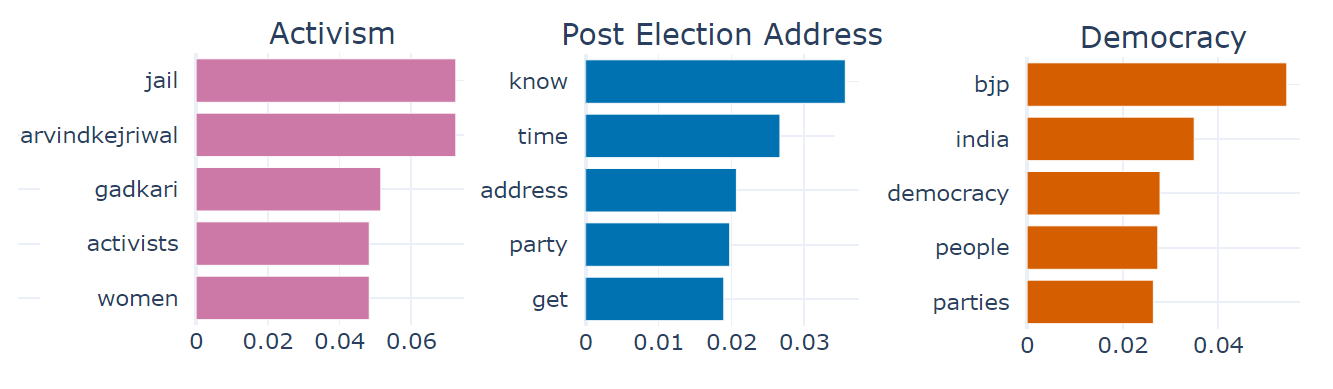 Activism
jail
arvindkejriwal
gadkari
activists
women
0 0.02 0.04 0.06
Post Election Address
know
time
address
party
get
0 0.01 0.02 0.03
Democracy
bjp
india
democracy
people
parties
0 0.02 0.04